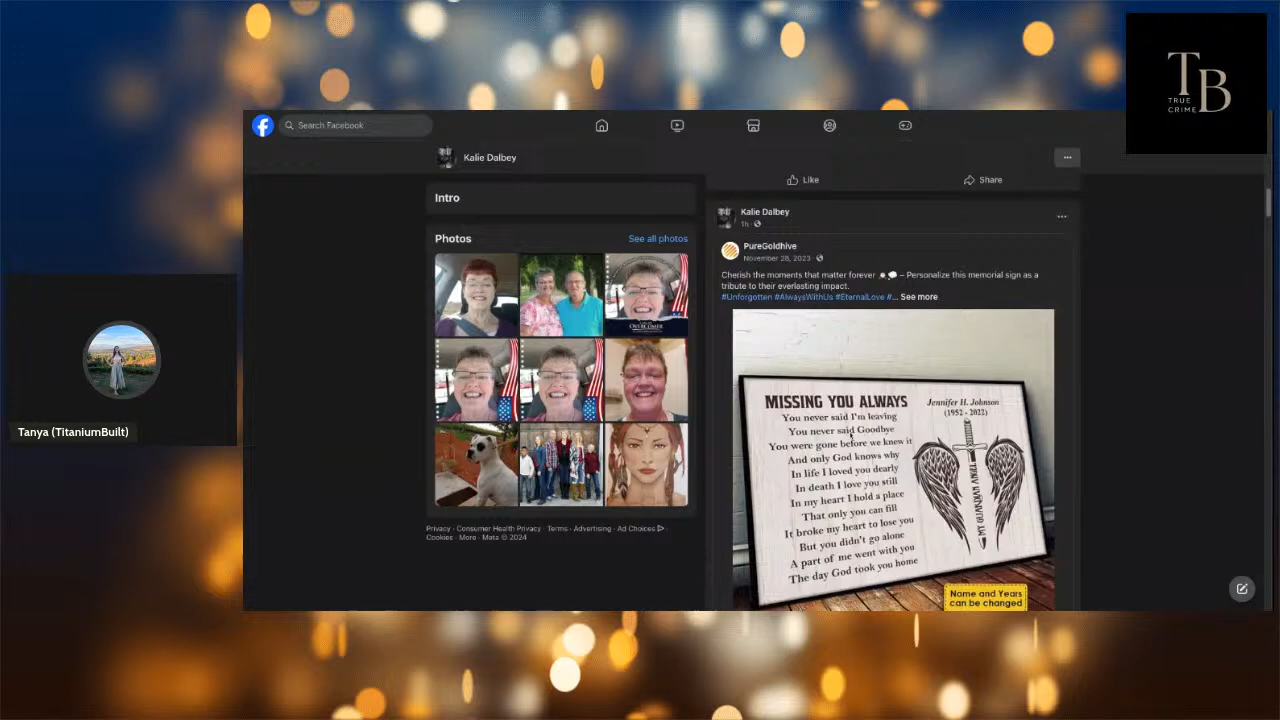 TB
TRUE
CRIME
Search Facebook
Kalie Dalbey
Intro
Photos
See all photos
OVERCOMER
Privacy · Consumer Health Privacy · Terms · Advertising · Ad Choices ·
Cookies · More · Meta © 2024
Like
Share
Kalie Dalbey
1h ·
PureGoldhive
November 28, 2023 ·
Cherish the moments that matter forever – Personalize this memorial sign as a
tribute to their everlasting impact.
#Unforgotten #AlwaysWithUs #EternalLove #... See more
MISSING YOU ALWAYS
You never said I'm leaving
You never said Goodbye
You were gone before we knew it
And only God knows why
In life I loved you dearly
In death I love you still
In my heart I hold a place
That only you can fill
It broke my heart to lose you
But you didn't go alone
A part of me went with you
The day God took you home
Jennifer H. Johnson
(1952 - 2022)
MY GUARDIAN ANGEL
Name and Years
can be changed
Tanya (TitaniumBuilt)